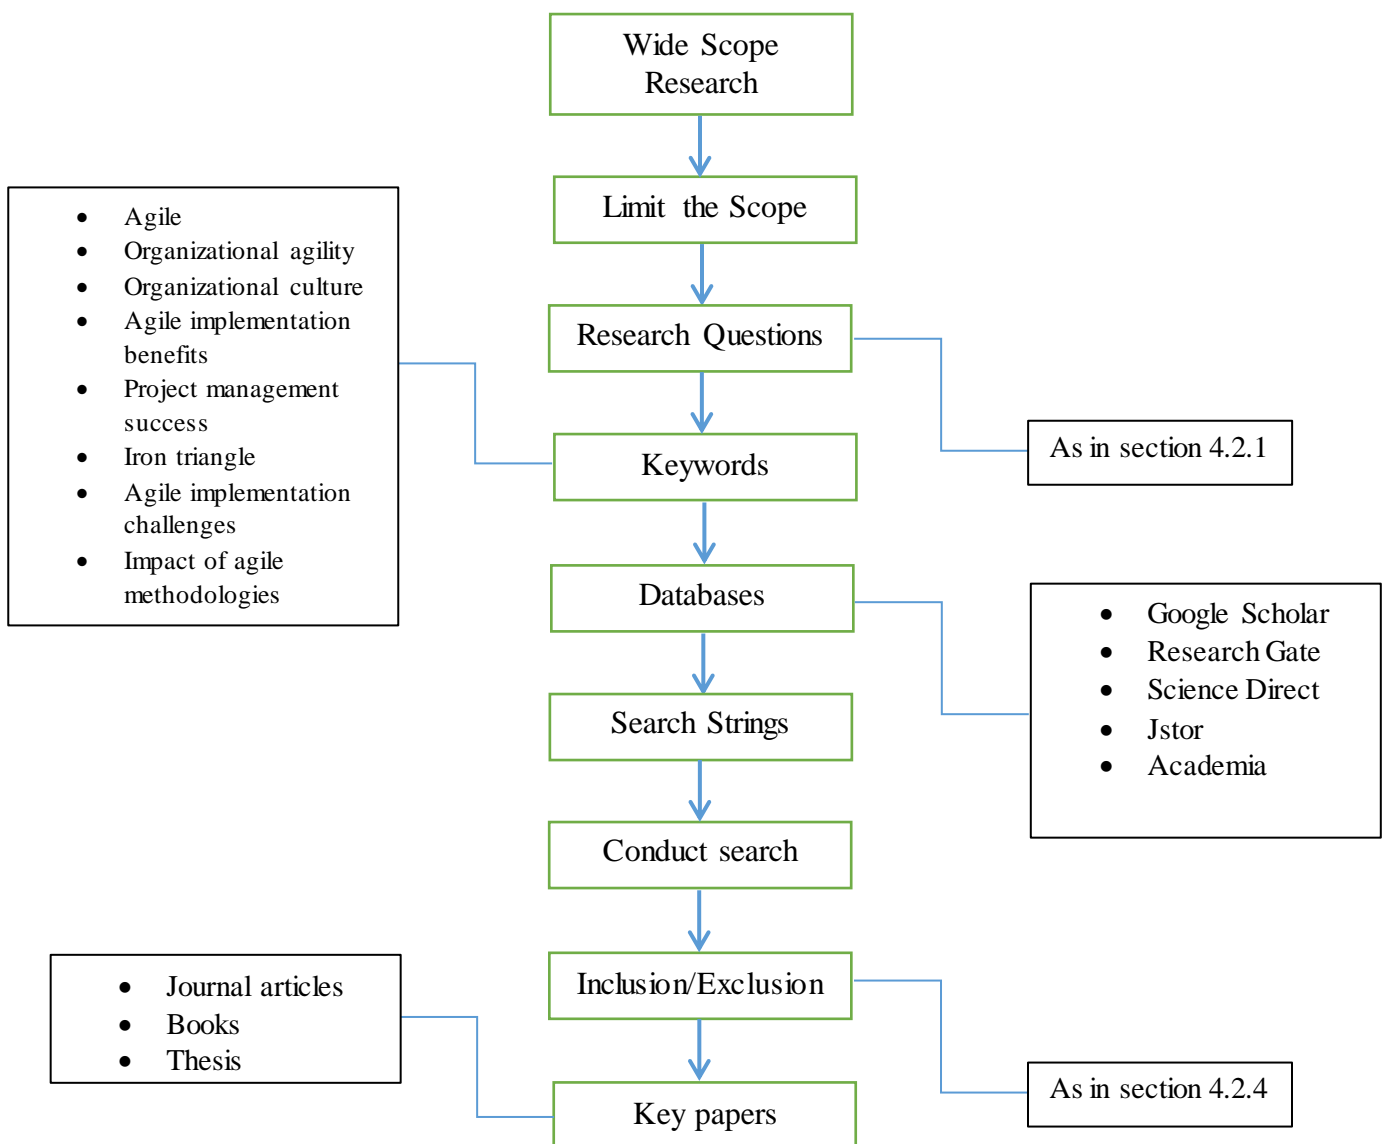 Wide Scope
Research
Limit the Scope
Research Questions
As in section 4.2.1
Keywords
• Agile
• Organizational agility
• Organizational culture
• Agile implementation
benefits
• Project management
success
• Iron triangle
• Agile implementation
challenges
• Impact of agile
methodologies
Databases
• Google Scholar
• Research Gate
• Science Direct
• Jstor
• Academia
Search Strings
Conduct search
Inclusion/Exclusion
As in section 4.2.4
Key papers
• Journal articles
• Books
• Thesis